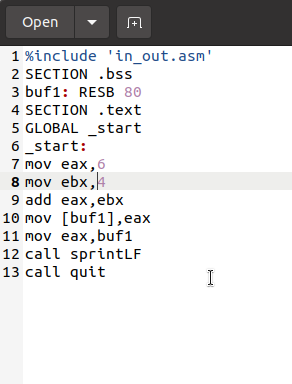 Open
1 %include 'in_out.asm'
2 SECTION .bss
3 buf1: RESB 80
4 SECTION .text
5 GLOBAL _start
6 _start:
7 mov eax,6
8 mov ebx,4
9 add eax,ebx
10 mov [buf1],eax
11 mov eax,buf1
12 call sprintLF
13 call quit